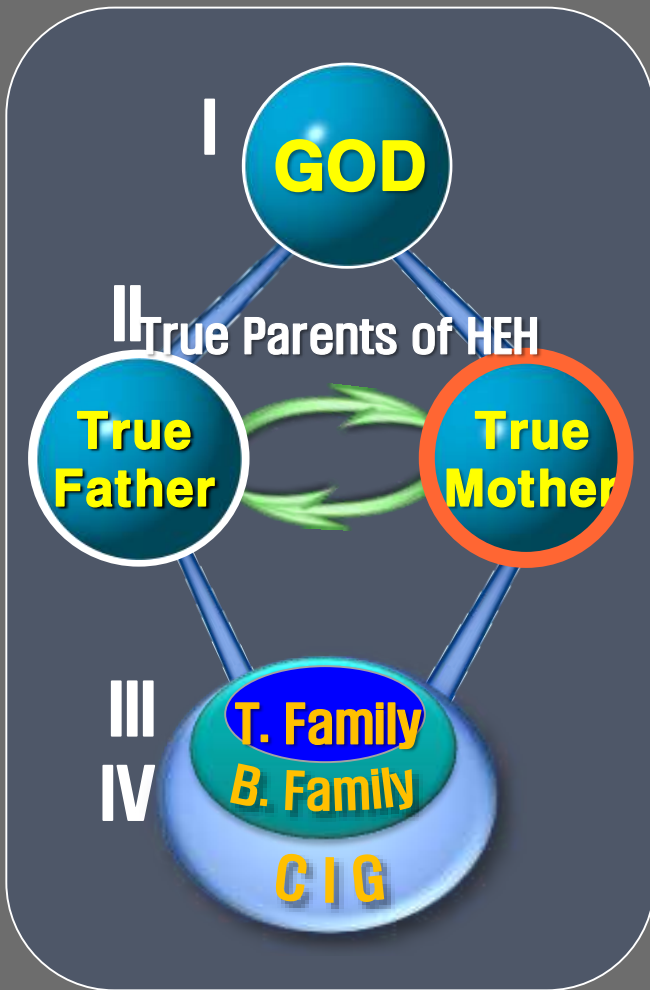 I
GOD
II
True Parents of HEH
True
Father
True
Mother
III
T. Family
IV
B. Family
C I G